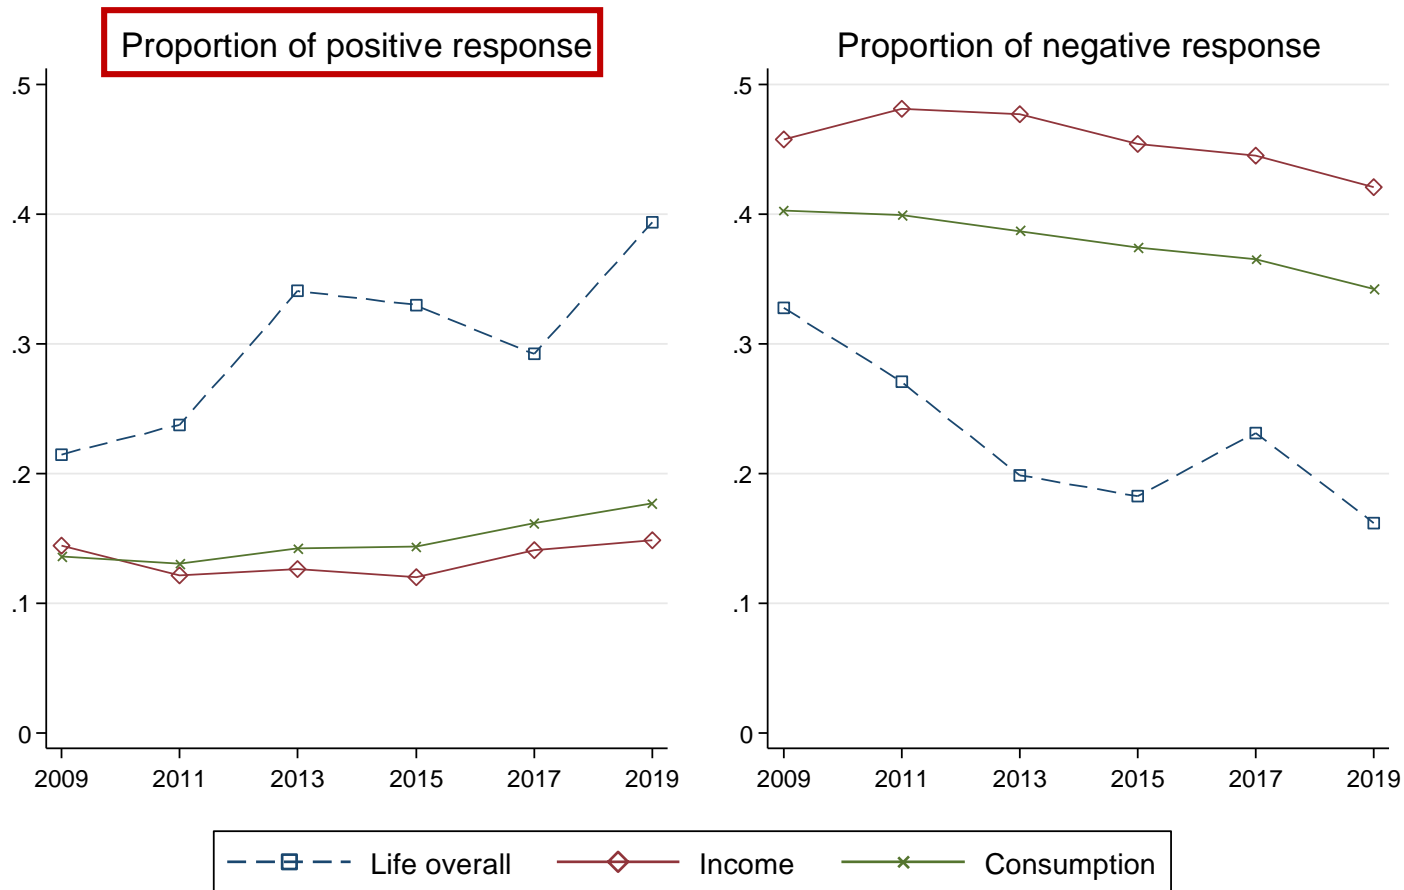 Proportion of positive response
Proportion of negative response
.5
.4
.3
.2
.1
0
2009 2011 2013 2015 2017 2019
.5
.4
.3
.2
.1
0
2009 2011 2013 2015 2017 2019
Life overall Income Consumption